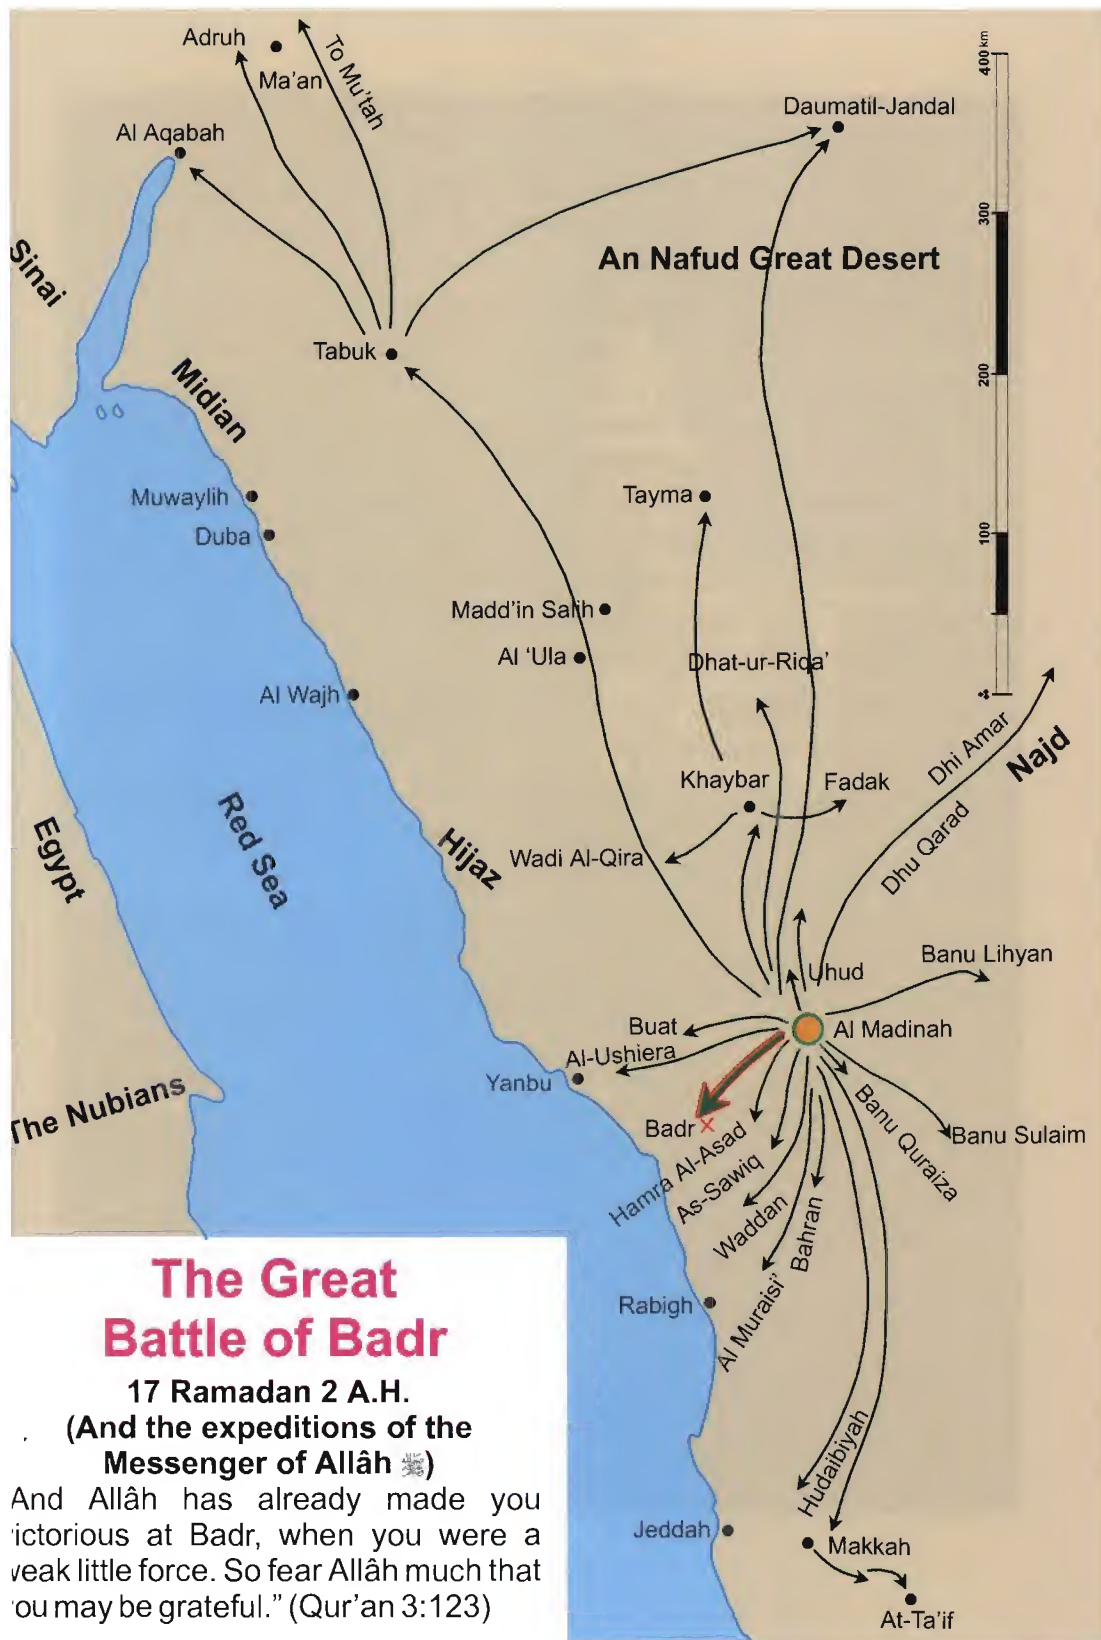 Adruh
Ma'an
To Mu'tah
Al Aqabah
Daumatil-Jandal
400 km
300
200
100
Sinai
An Nafud Great Desert
Tabuk
Midian
Muwaylih
Duba
Tayma
Madd'in Salih
Al 'Ula
Dhat-ur-Riqa'
Al Wajh
Dhi Amar
Najd
Khaybar
Fadak
Dhu Qarad
Wadi Al-Qira
Red Sea
Egypt
Hijaz
Uhud
Banu Lihyan
Al Madinah
Buat
Al-Ushiera
Yanbu
The Nubians
Badr
Hamra Al-Asad
As-Sawiq
Waddan
Al Muraisi'
Bahran
Banu Quraiza
Banu Sulaim
Rabigh
Hudaibiyah
Jeddah
Makkah
At-Ta'if
The Great
Battle of Badr
17 Ramadan 2 A.H.
(And the expeditions of the
Messenger of Allâh ﷺ)
And Allâh has already made you
ictorious at Badr, when you were a
weak little force. So fear Allâh much that
ou may be grateful." (Qur'an 3:123)